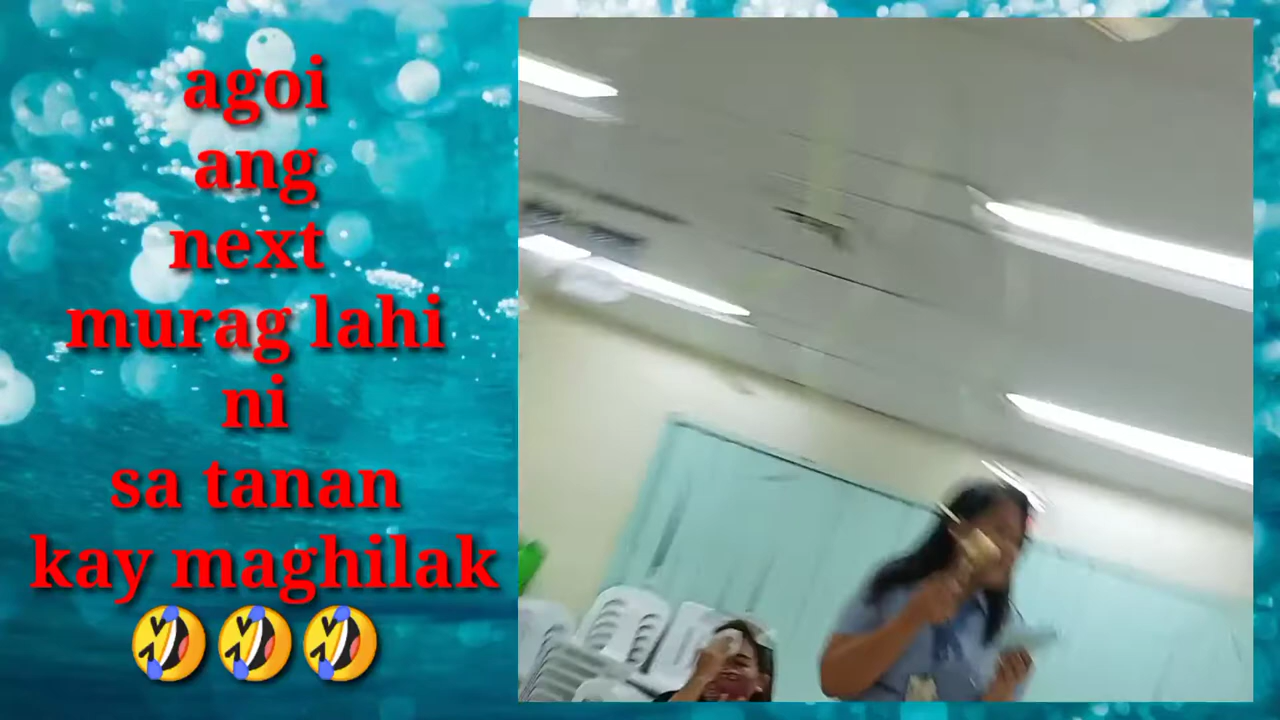 agoi
ang
next
murag lahi
ni
sa tanan
kay maghilak
🤣🤣🤣